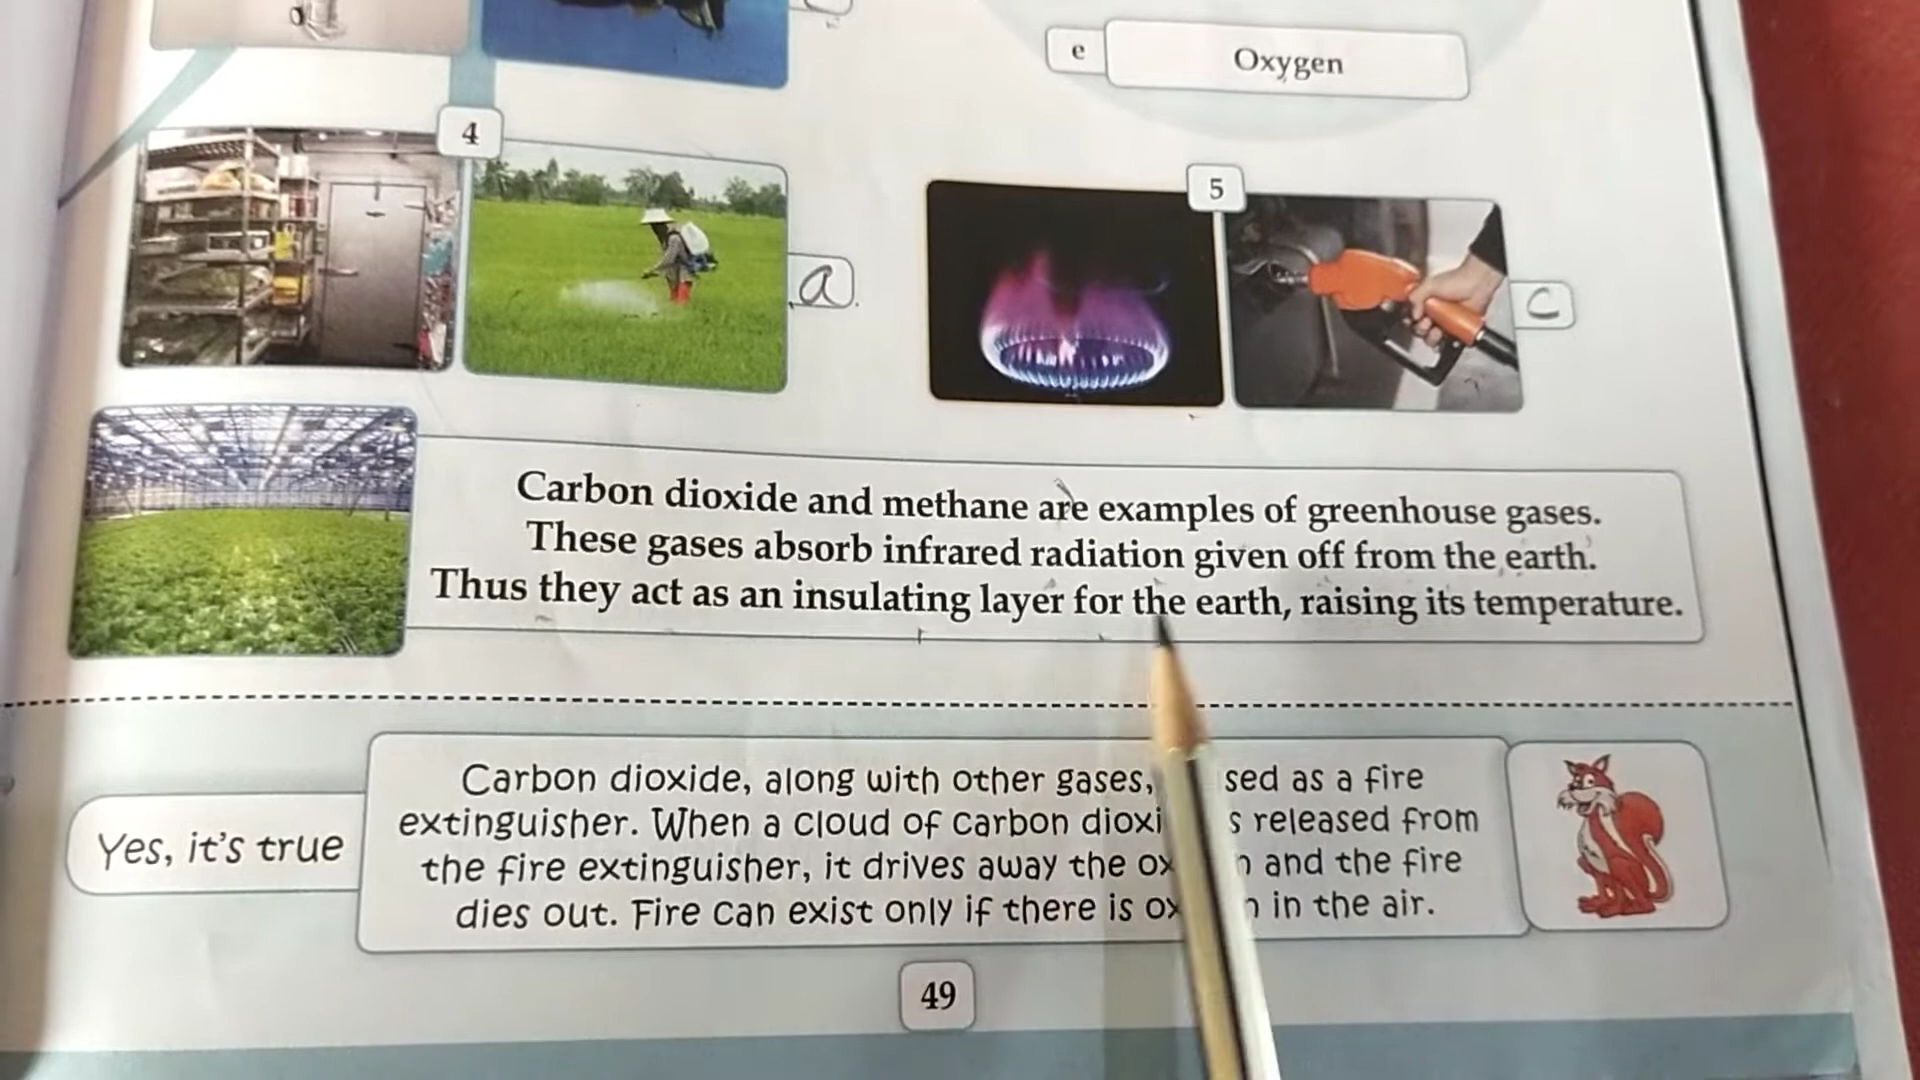 e
Oxygen
4
5
a
c
Carbon dioxide and methane are examples of greenhouse gases.
These gases absorb infrared radiation given off from the earth.
Thus they act as an insulating layer for the earth, raising its temperature.
Yes, it's true
Carbon dioxide, along with other gases, sed as a fire
extinguisher. When a cloud of carbon dioxi s released from
the fire extinguisher, it drives away the ox n and the fire
dies out. Fire can exist only if there is ox n in the air.
49